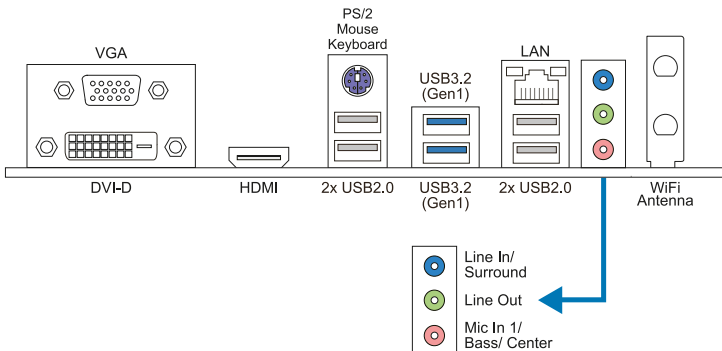 PS/2
Mouse
Keyboard
VGA
USB3.2
(Gen1)
LAN
DVI-D
HDMI
2x USB2.0
USB3.2
(Gen1)
2x USB2.0
WiFi
Antenna
Line In/
Surround
Line Out
Mic In 1/
Bass/ Center